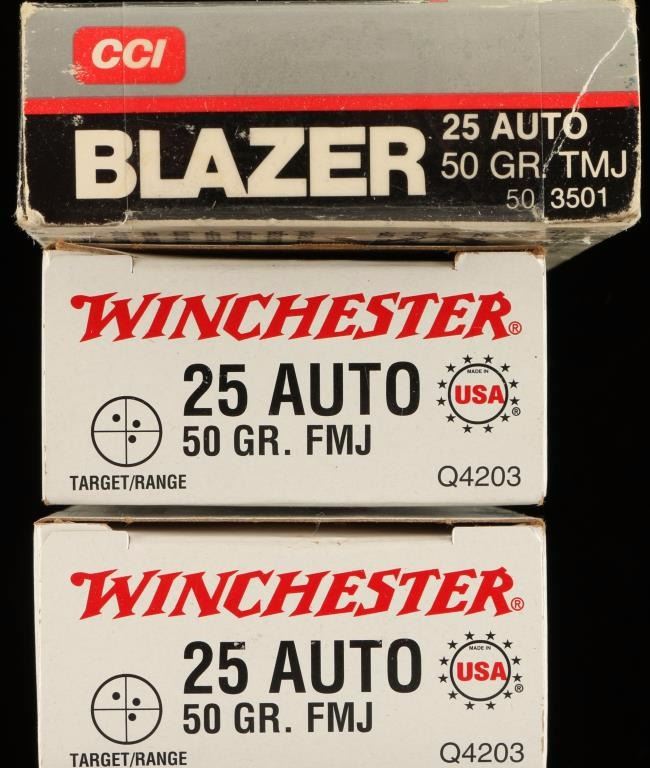 CCI
BLAZER
25 AUTO
50 GR. TMJ
50 3501
WINCHESTER®
25 AUTO
50 GR. FMJ
MADE IN
USA
®
TARGET/RANGE
Q4203
WINCHESTER®
25 AUTO
50 GR. FMJ
MADE IN
USA
®
TARGET/RANGE
Q4203